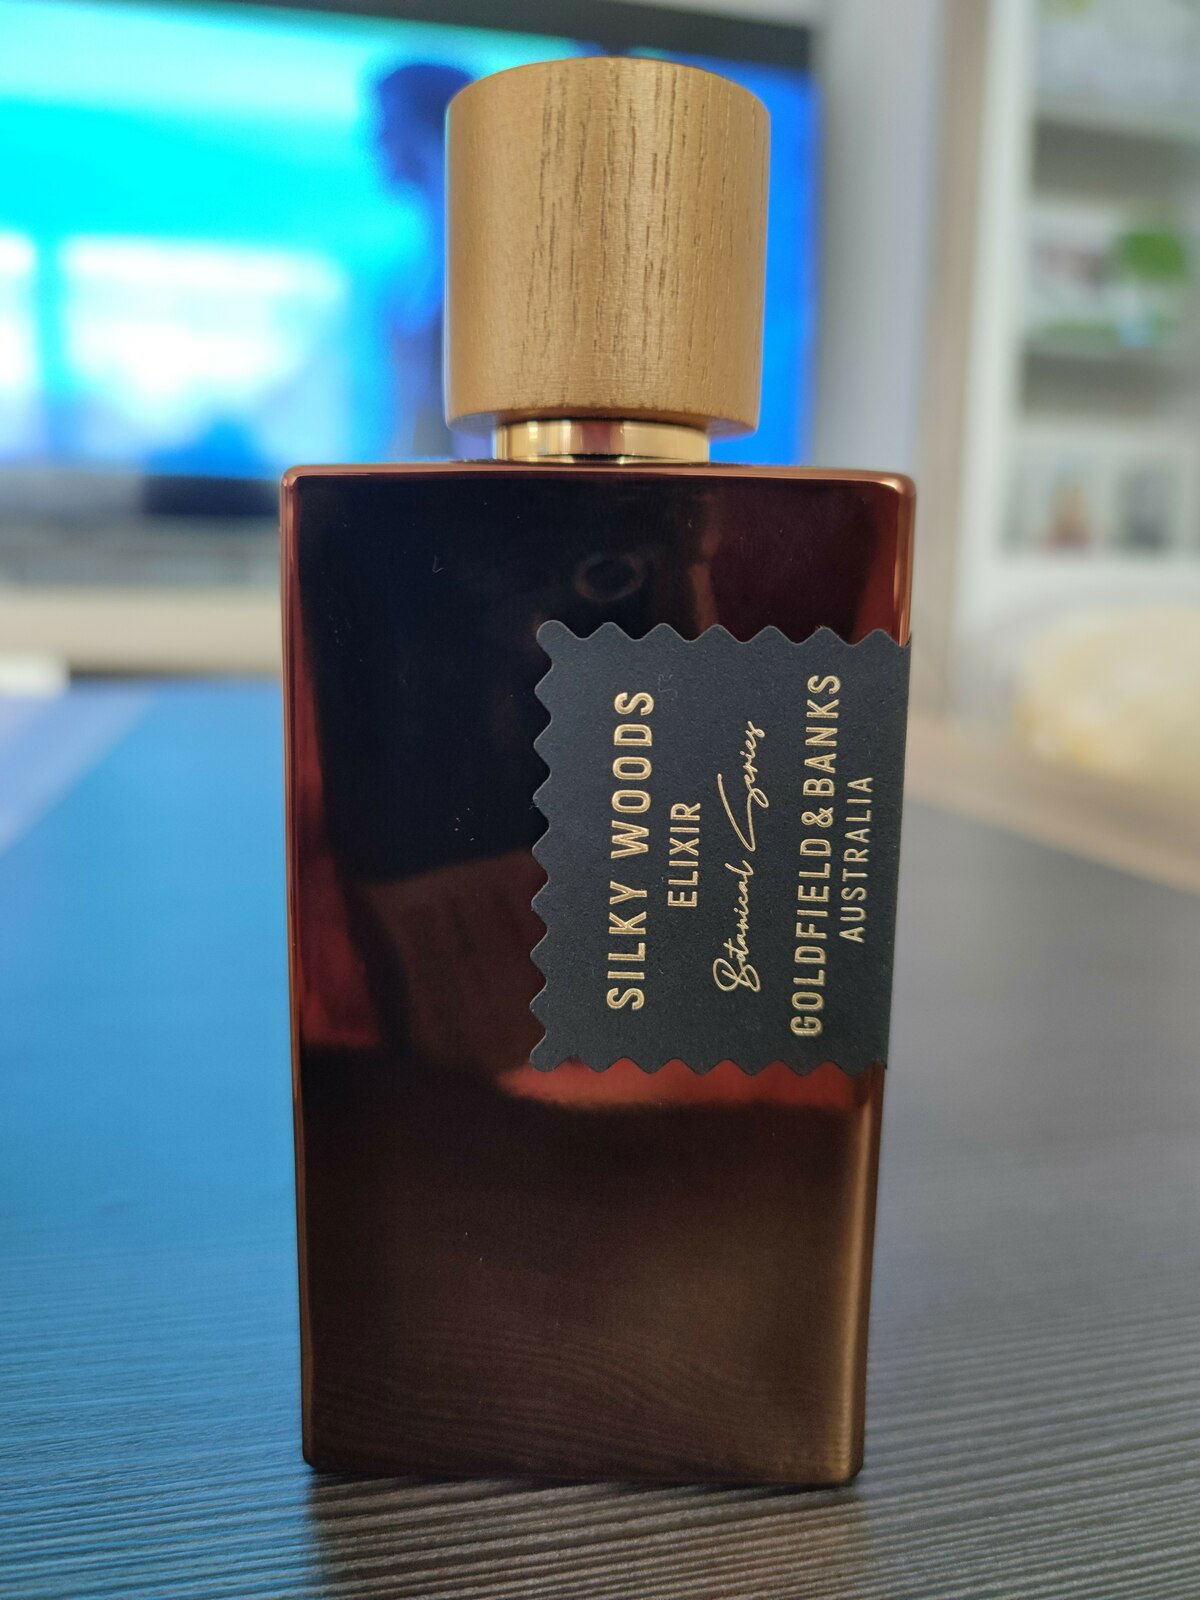 SILKY WOODS
ELIXIR
Botanical Series
GOLDFIELD & BANKS
AUSTRALIA